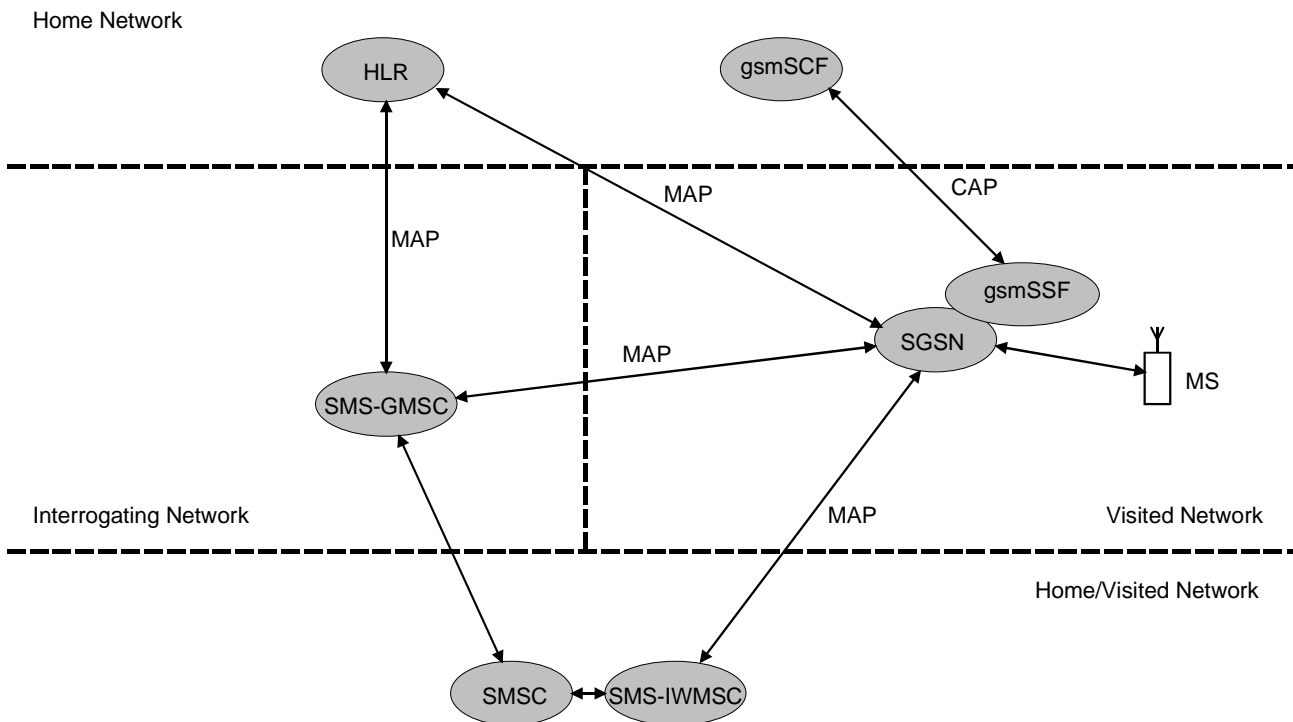 Home Network
HLR
gsmSCF
MAP
CAP
MAP
gsmSSF
SGSN
MAP
MS
SMS-GMSC
Interrogating Network
MAP
Visited Network
Home/Visited Network
SMSC
SMS-IWMSC